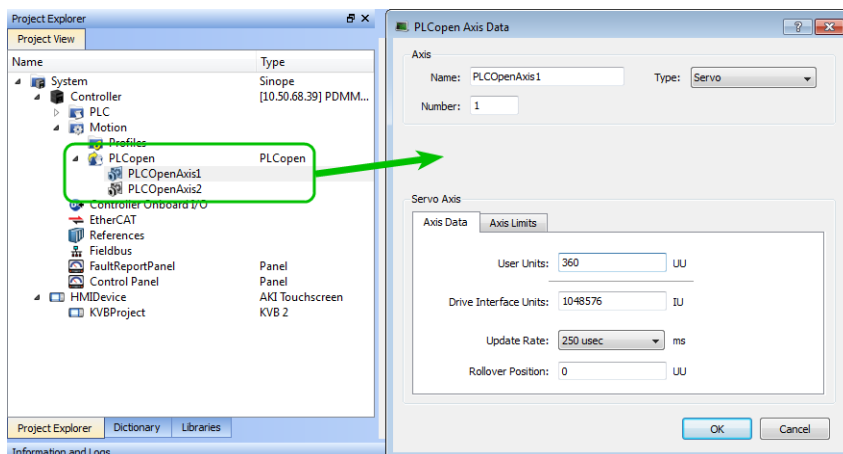 Project Explorer
Project View
Name Type
System Sinope
Controller [10.50.68.39] PDMM...
PLC
Motion
Profiles
PLCopen PLCopen
PLCOpenAxis1
PLCOpenAxis2
Controller Onboard I/O
EtherCAT
References
Fieldbus
FaultReportPanel Panel
Control Panel Panel
HMIDevice AKI Touchscreen
KVBProject KVB 2
Project Explorer Dictionary Libraries
Information and Logs
PLCopen Axis Data
Axis
Name: PLCOpenAxis1 Type: Servo
Number: 1
Servo Axis
Axis Data Axis Limits
User Units: 360 UU
Drive Interface Units: 1048576 IU
Update Rate: 250 usec ms
Rollover Position: 0 UU
OK Cancel